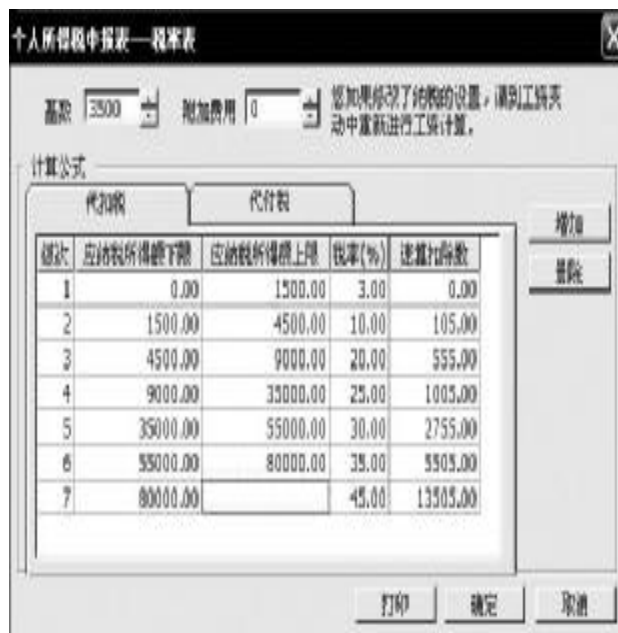 个人所得税申报表——税率表
基数 3500 附加费用 0 您如果修改了纳税的设置，请到工资变
动中重新进行工资计算。
计算公式
代扣税 代付税
增加
删除
级次 应纳税所得额下限 应纳税所得额上限 税率(%) 速算扣除数
1 0.00 1500.00 3.00 0.00
2 1500.00 4500.00 10.00 105.00
3 4500.00 9000.00 20.00 555.00
4 9000.00 35000.00 25.00 1005.00
5 35000.00 55000.00 30.00 2755.00
6 55000.00 80000.00 35.00 5505.00
7 80000.00 45.00 13505.00
打印 确定 取消